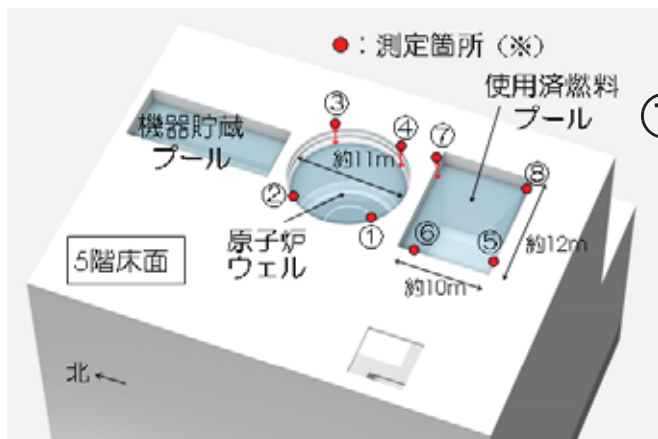 ●：測定箇所（※）
使用済燃料
プール
機器貯蔵
プール
③
④
⑦
⑧
約11m
②
①
⑥
⑤
原子炉
ウェル
約12m
約10m
5階床面
北